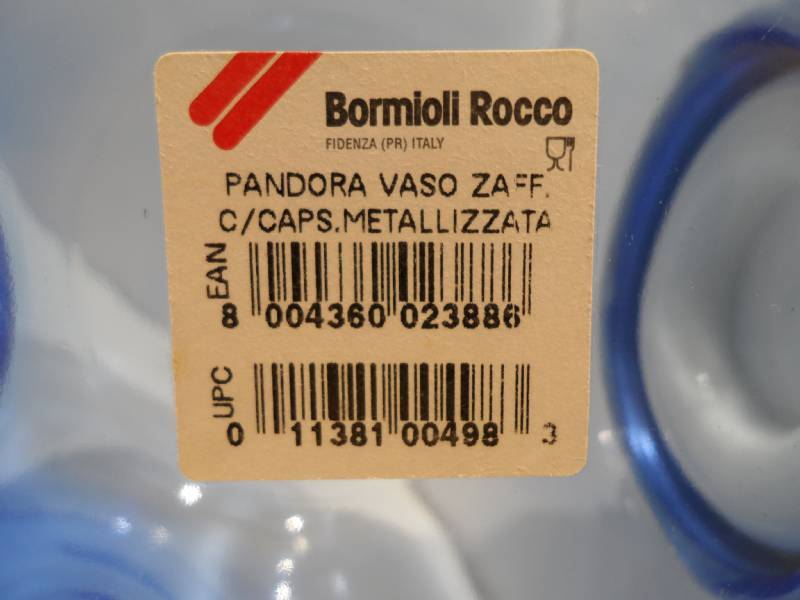 Bormioli Rocco
FIDENZA (PR) ITALY
PANDORA VASO ZAFF.
C/CAPS.METALLIZZATA
EAN
8 004360 023886
UPC
0 11381 00498 3